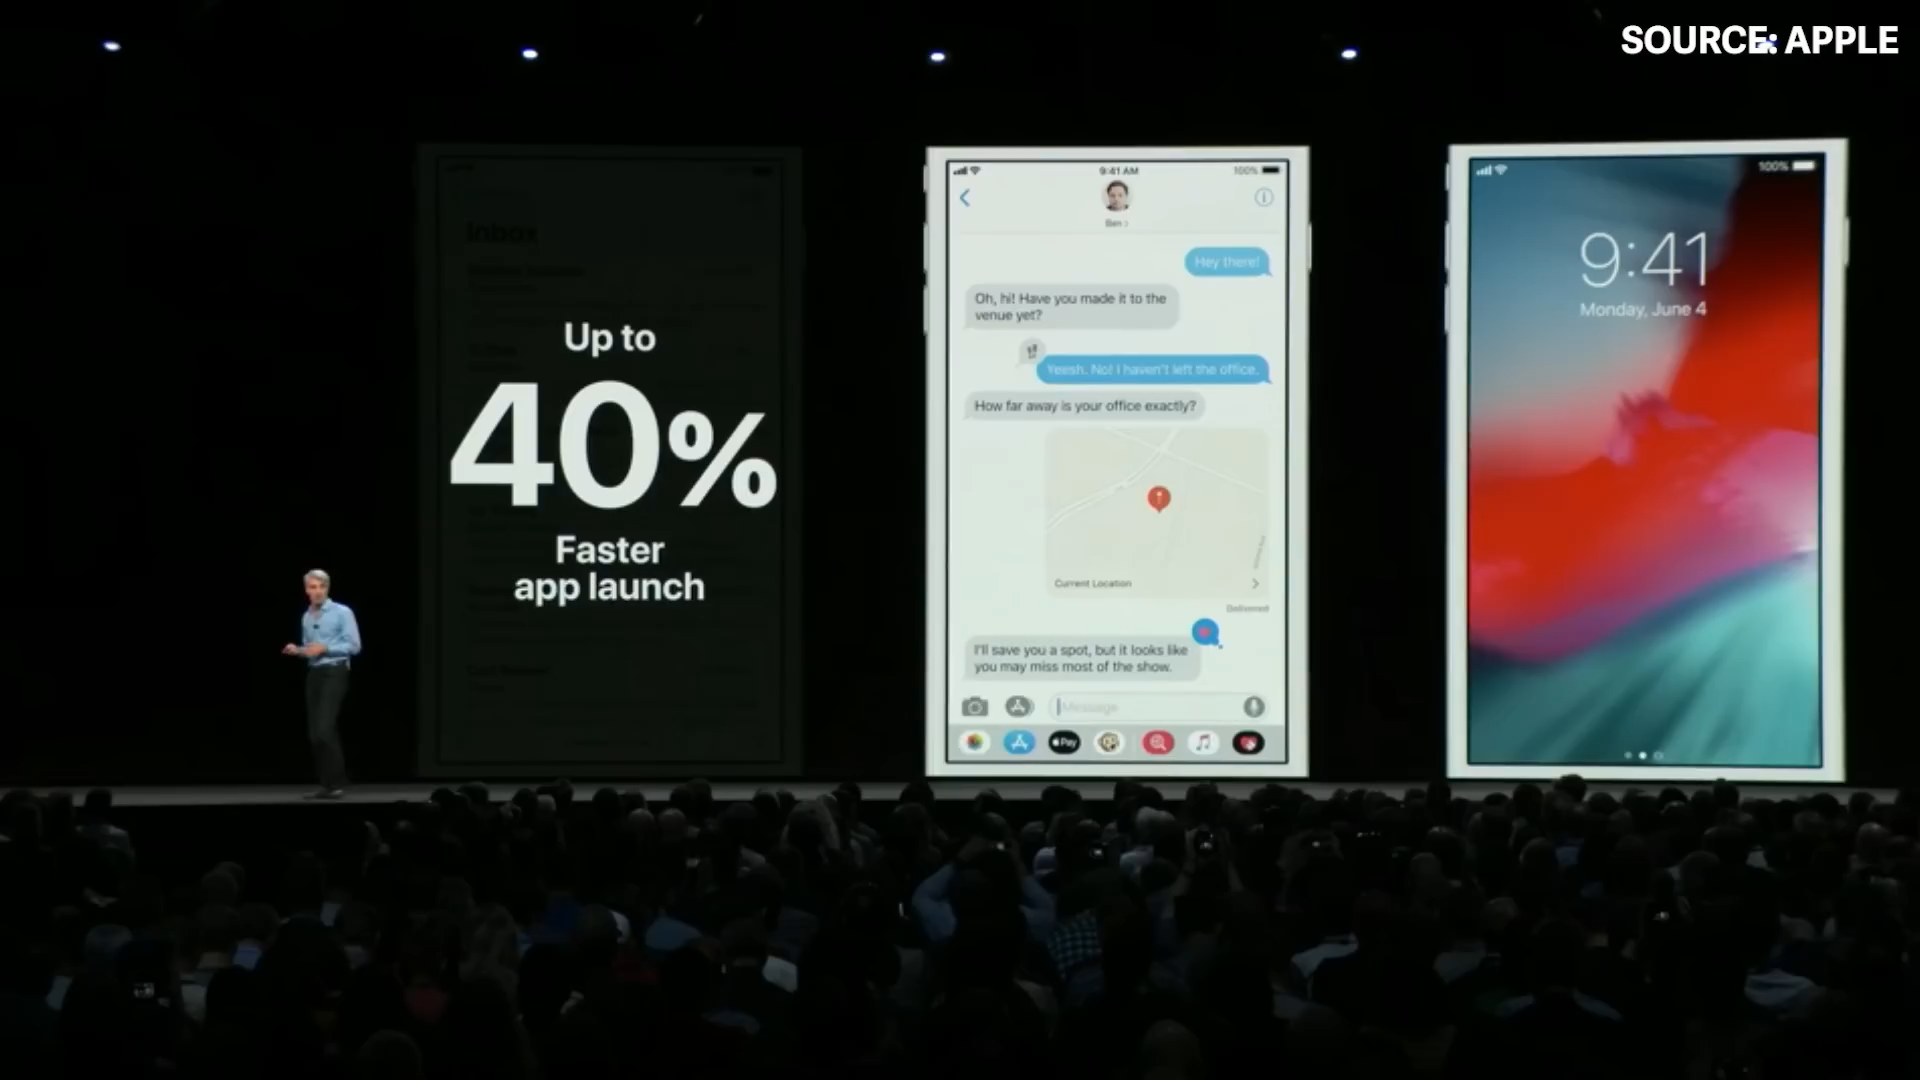 SOURCE: APPLE
Inbox
Up to
40%
Faster
app launch
9:41 AM
100%
Ben >
Hey there!
Oh, hi! Have you made it to the
venue yet?
Yeesh. No! I haven't left the office.
How far away is your office exactly?
Current Location
Delivered
I'll save you a spot, but it looks like
you may miss most of the show.
Message
Pay
100%
9:41
Monday, June 4